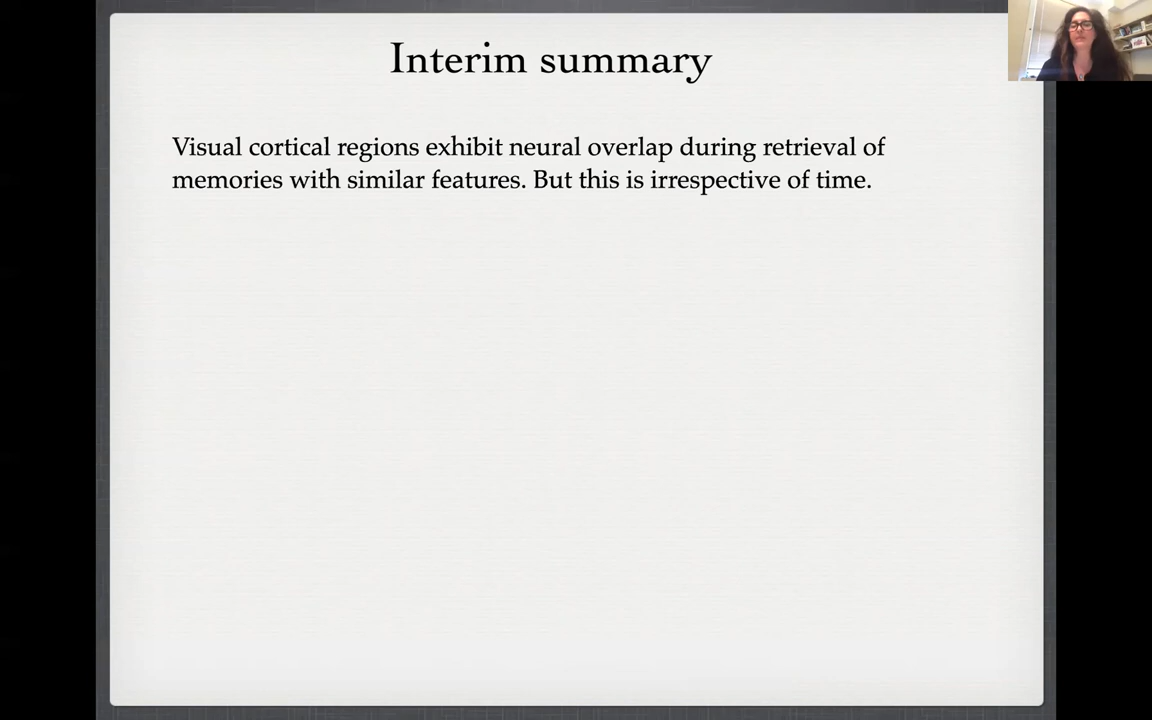 Interim summary
Visual cortical regions exhibit neural overlap during retrieval of
memories with similar features. But this is irrespective of time.